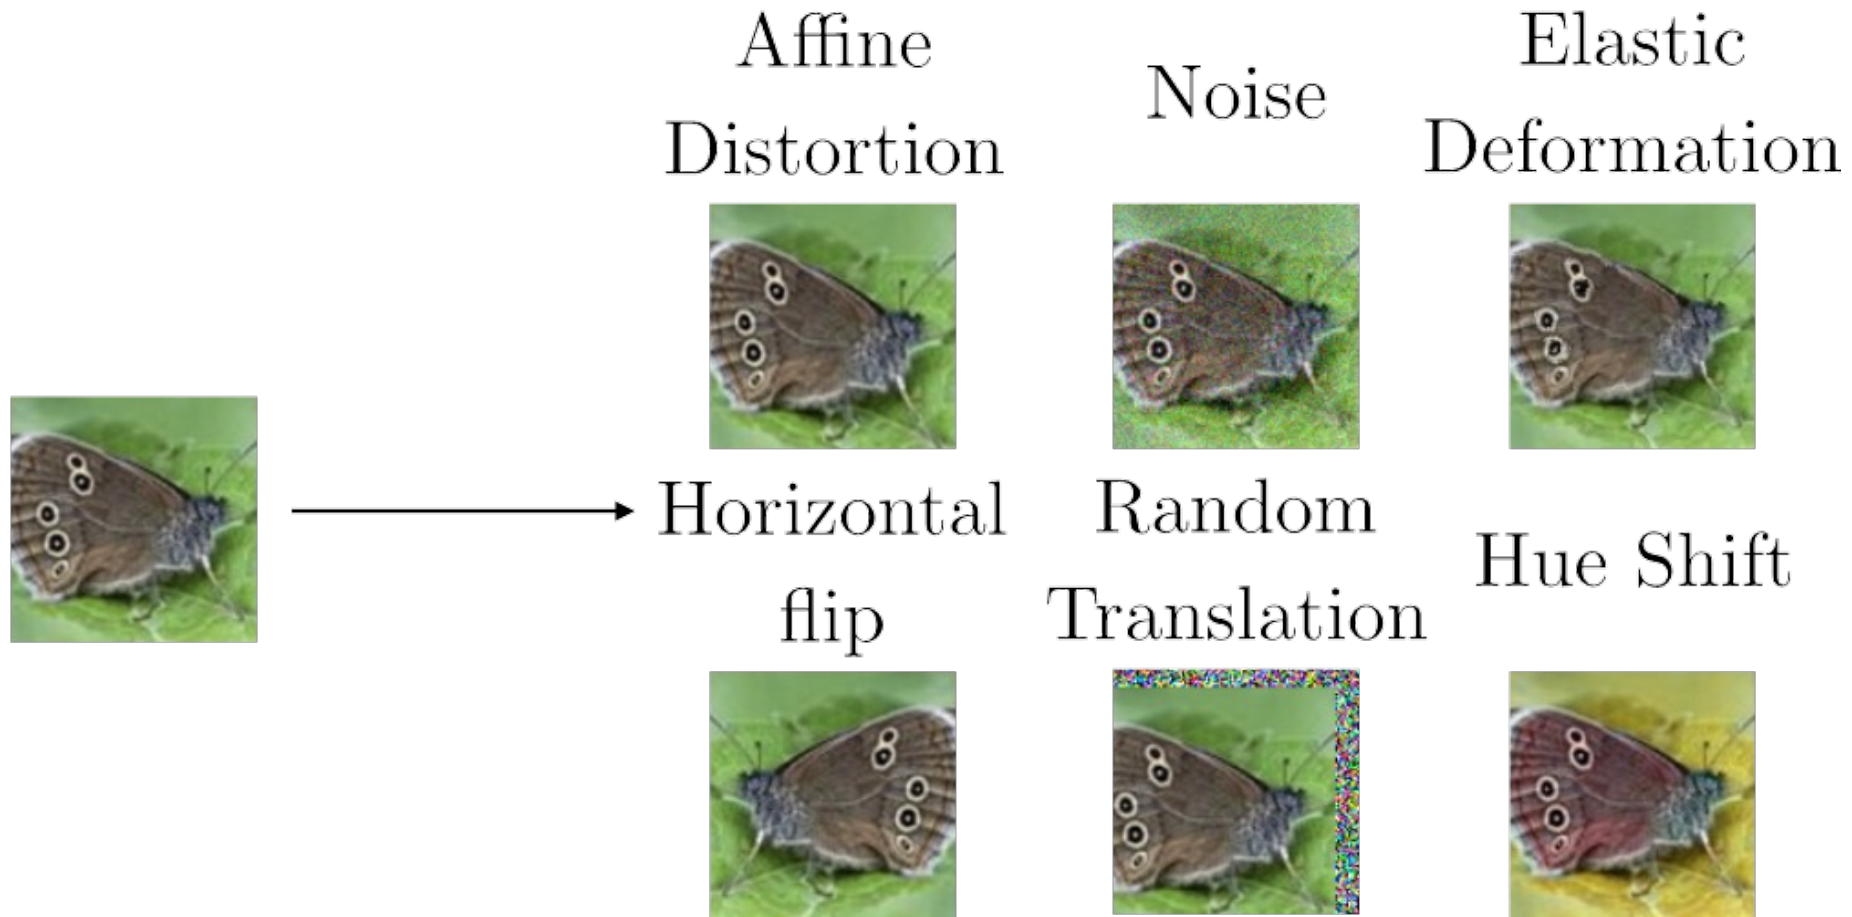 Affine
Distortion
Noise
Elastic
Deformation
Horizontal
flip
Random
Translation
Hue Shift